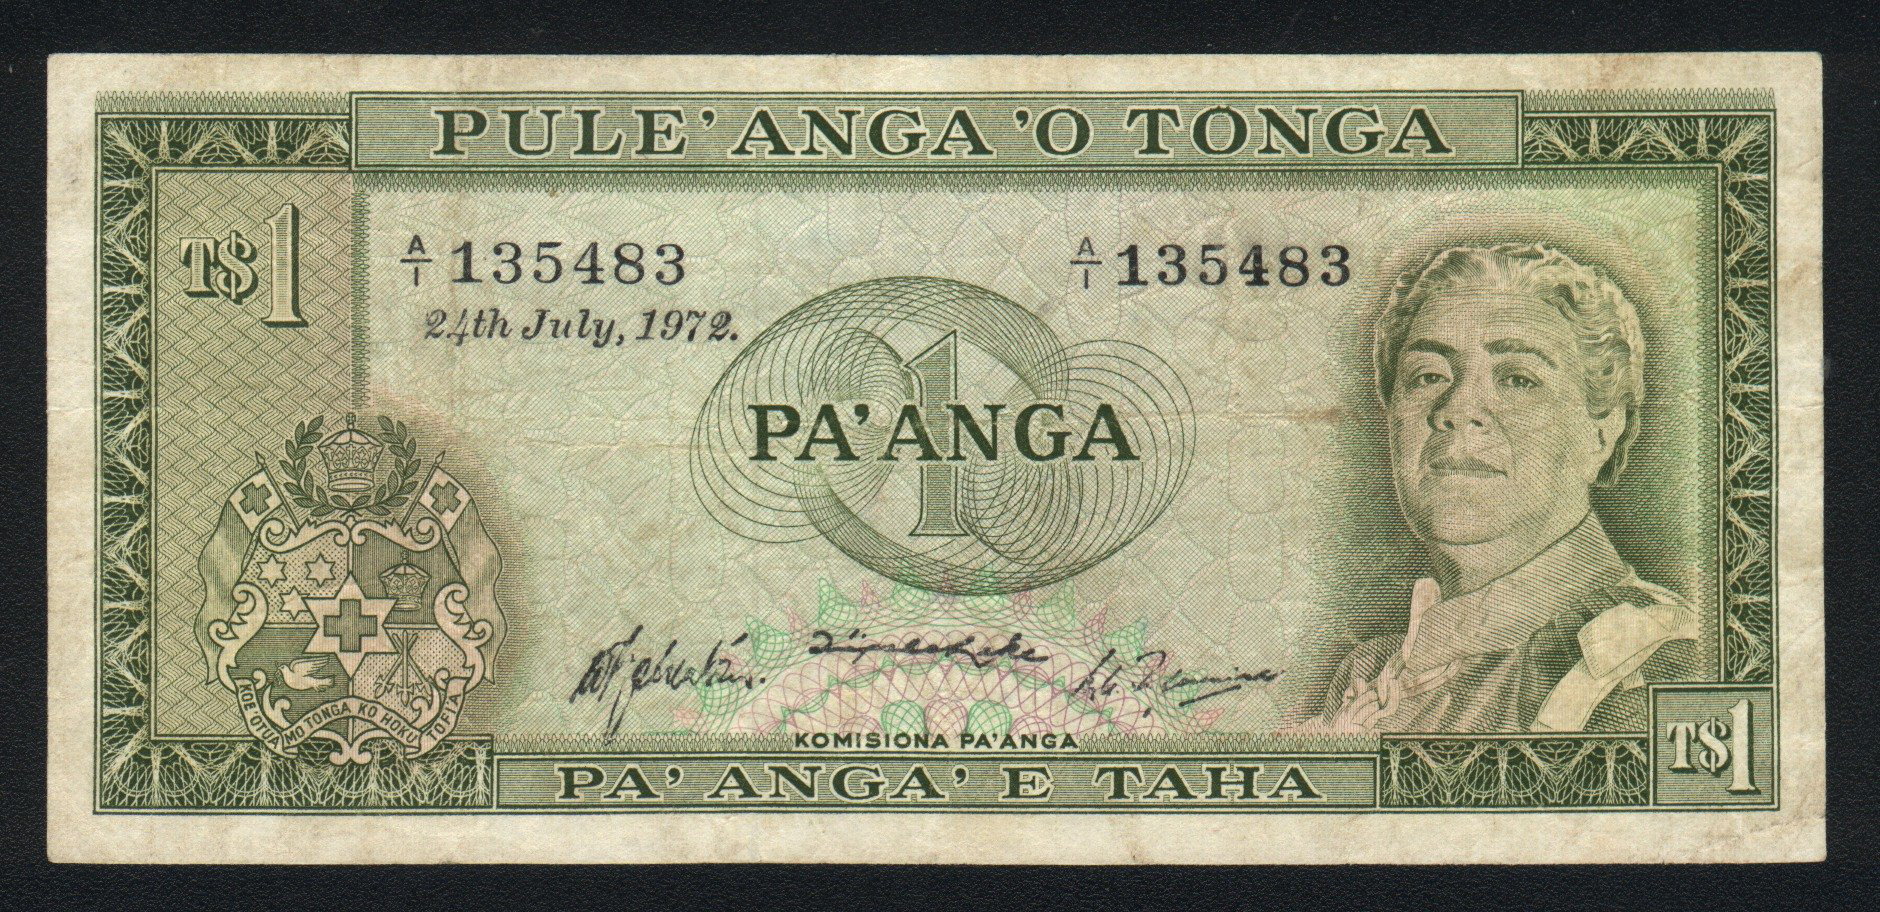 PULE'ANGA 'O TONGA
T$1
A/1 135483
A/1 135483
24th July, 1972.
1
PA'ANGA
KOE OTUA MO TONGA KO HOKU TOFIA
KOMISIONA PA'ANGA
PA'ANGA' E TAHA
T$1